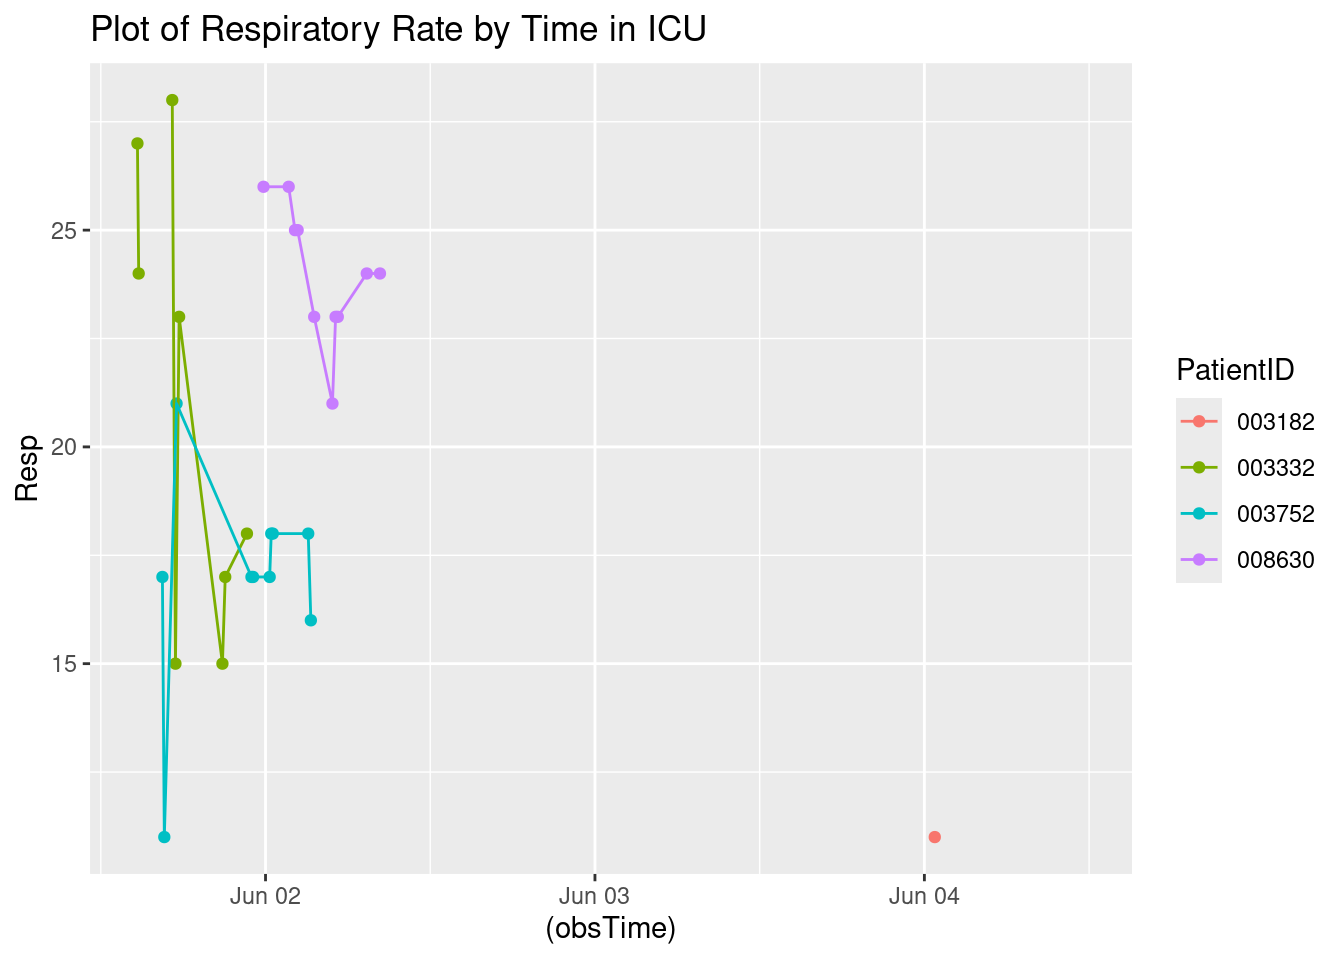 Plot of Respiratory Rate by Time in ICU
25
20
15
Resp
Jun 02
Jun 03
Jun 04
(obsTime)
PatientID
003182
003332
003752
008630